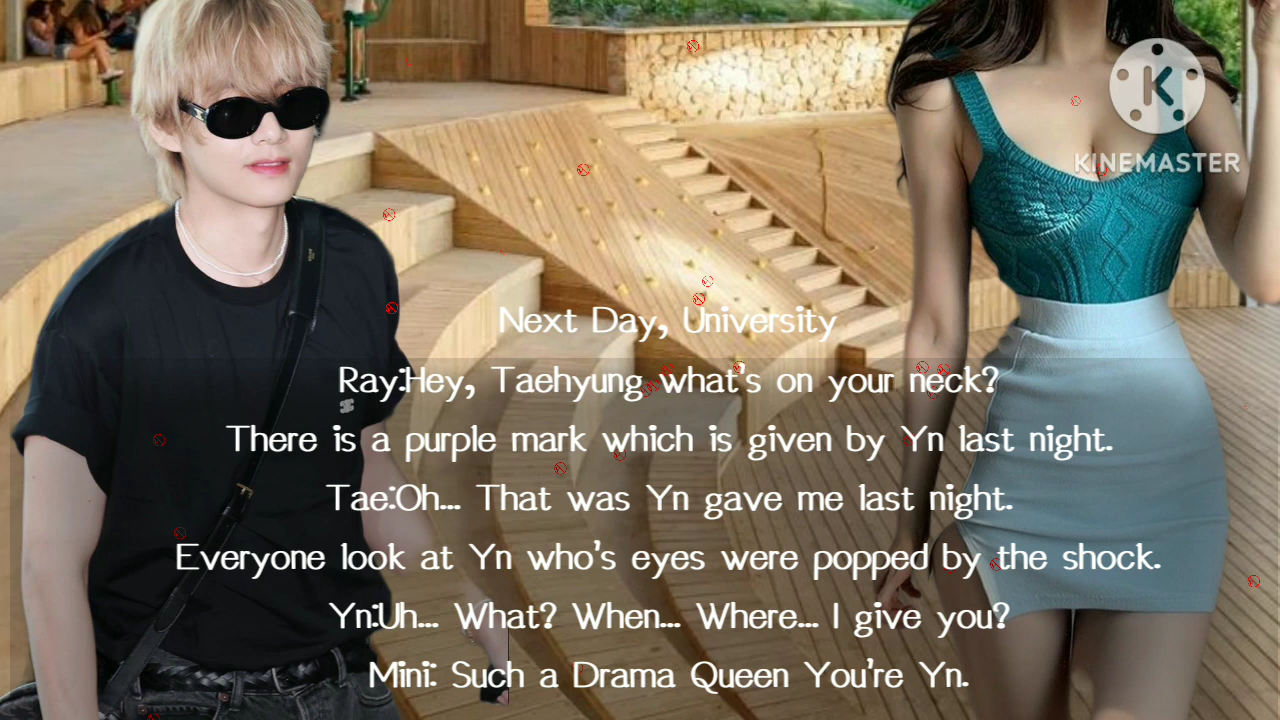 KINEMASTER
Next Day, University
Ray:Hey, Taehyung what's on your neck?
There is a purple mark which is given by Yn last night.
Tae:Oh... That was Yn gave me last night.
Everyone look at Yn who's eyes were popped by the shock.
Yn:Uh... What? When... Where... I give you?
Mini: Such a Drama Queen You're Yn.